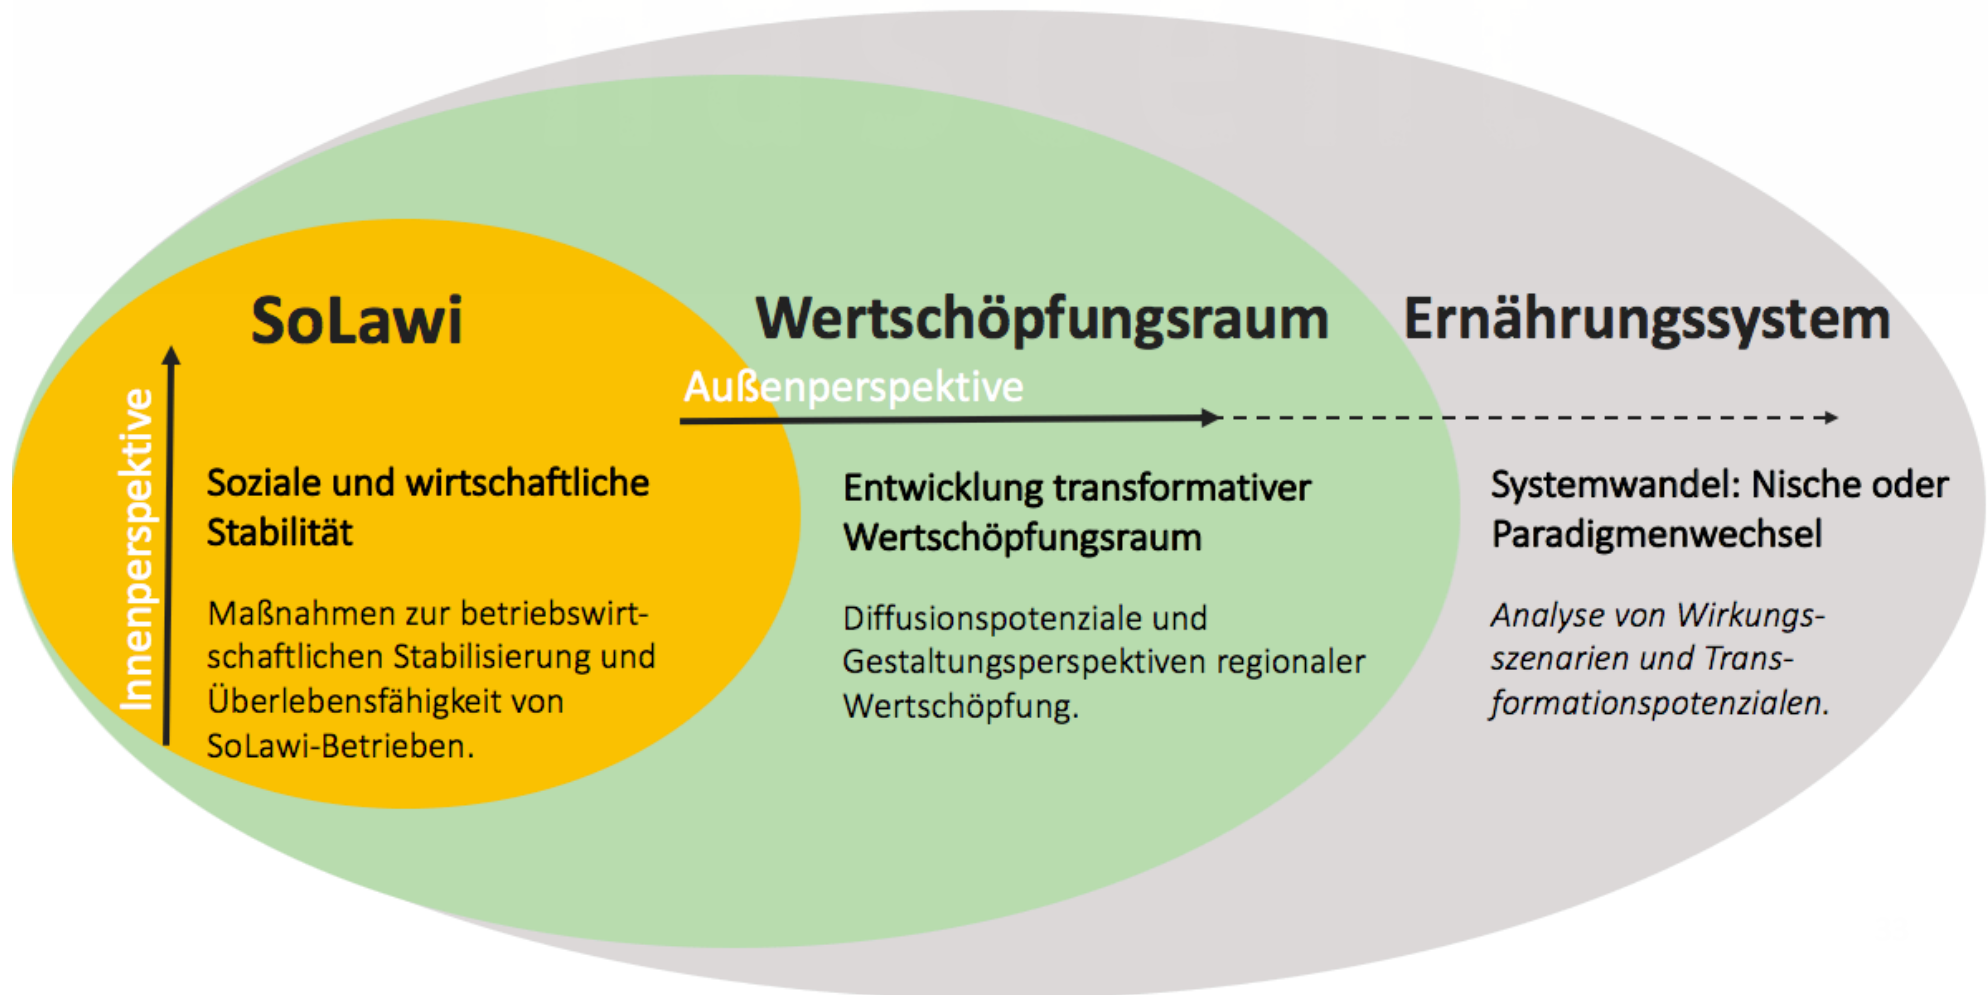 SoLawi
Innenperspektive
Soziale und wirtschaftliche
Stabilität
Maßnahmen zur betriebswirt-
schaftlichen Stabilisierung und
Überlebensfähigkeit von
SoLawi-Betrieben.
Wertschöpfungsraum
Außenperspektive
Entwicklung transformativer
Wertschöpfungsraum
Diffusionspotenziale und
Gestaltungsperspektiven regionaler
Wertschöpfung.
Ernährungssystem
Systemwandel: Nische oder
Paradigmenwechsel
Analyse von Wirkungs-
szenarien und Trans-
formationspotenzialen.